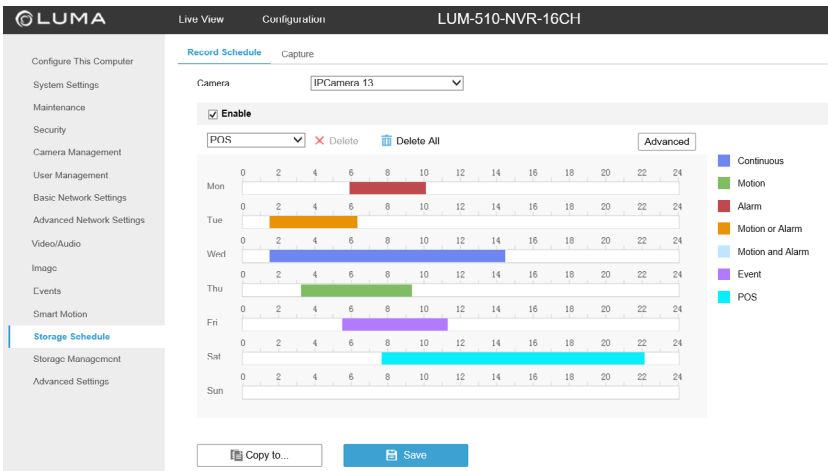 LUMA
Live View Configuration LUM-510-NVR-16CH
Record Schedule Capture
Configure This Computer
System Settings
Maintenance
Security
Camera Management
User Management
Basic Network Settings
Advanced Network Settings
Video/Audio
Image
Events
Smart Motion
Storage Schedule
Storage Management
Advanced Settings
Camera IPCamera 13
Enable
POS Delete Delete All Advanced
0 2 4 6 8 10 12 14 16 18 20 22 24
Mon
0 2 4 6 8 10 12 14 16 18 20 22 24
Tue
0 2 4 6 8 10 12 14 16 18 20 22 24
Wed
0 2 4 6 8 10 12 14 16 18 20 22 24
Thu
0 2 4 6 8 10 12 14 16 18 20 22 24
Fri
0 2 4 6 8 10 12 14 16 18 20 22 24
Sat
0 2 4 6 8 10 12 14 16 18 20 22 24
Sun
Continuous
Motion
Alarm
Motion or Alarm
Motion and Alarm
Event
POS
Copy to... Save